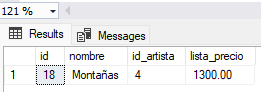 121 %
Results Messages
id nombre id_artista lista_precio
1 18 Montañas 4 1300.00